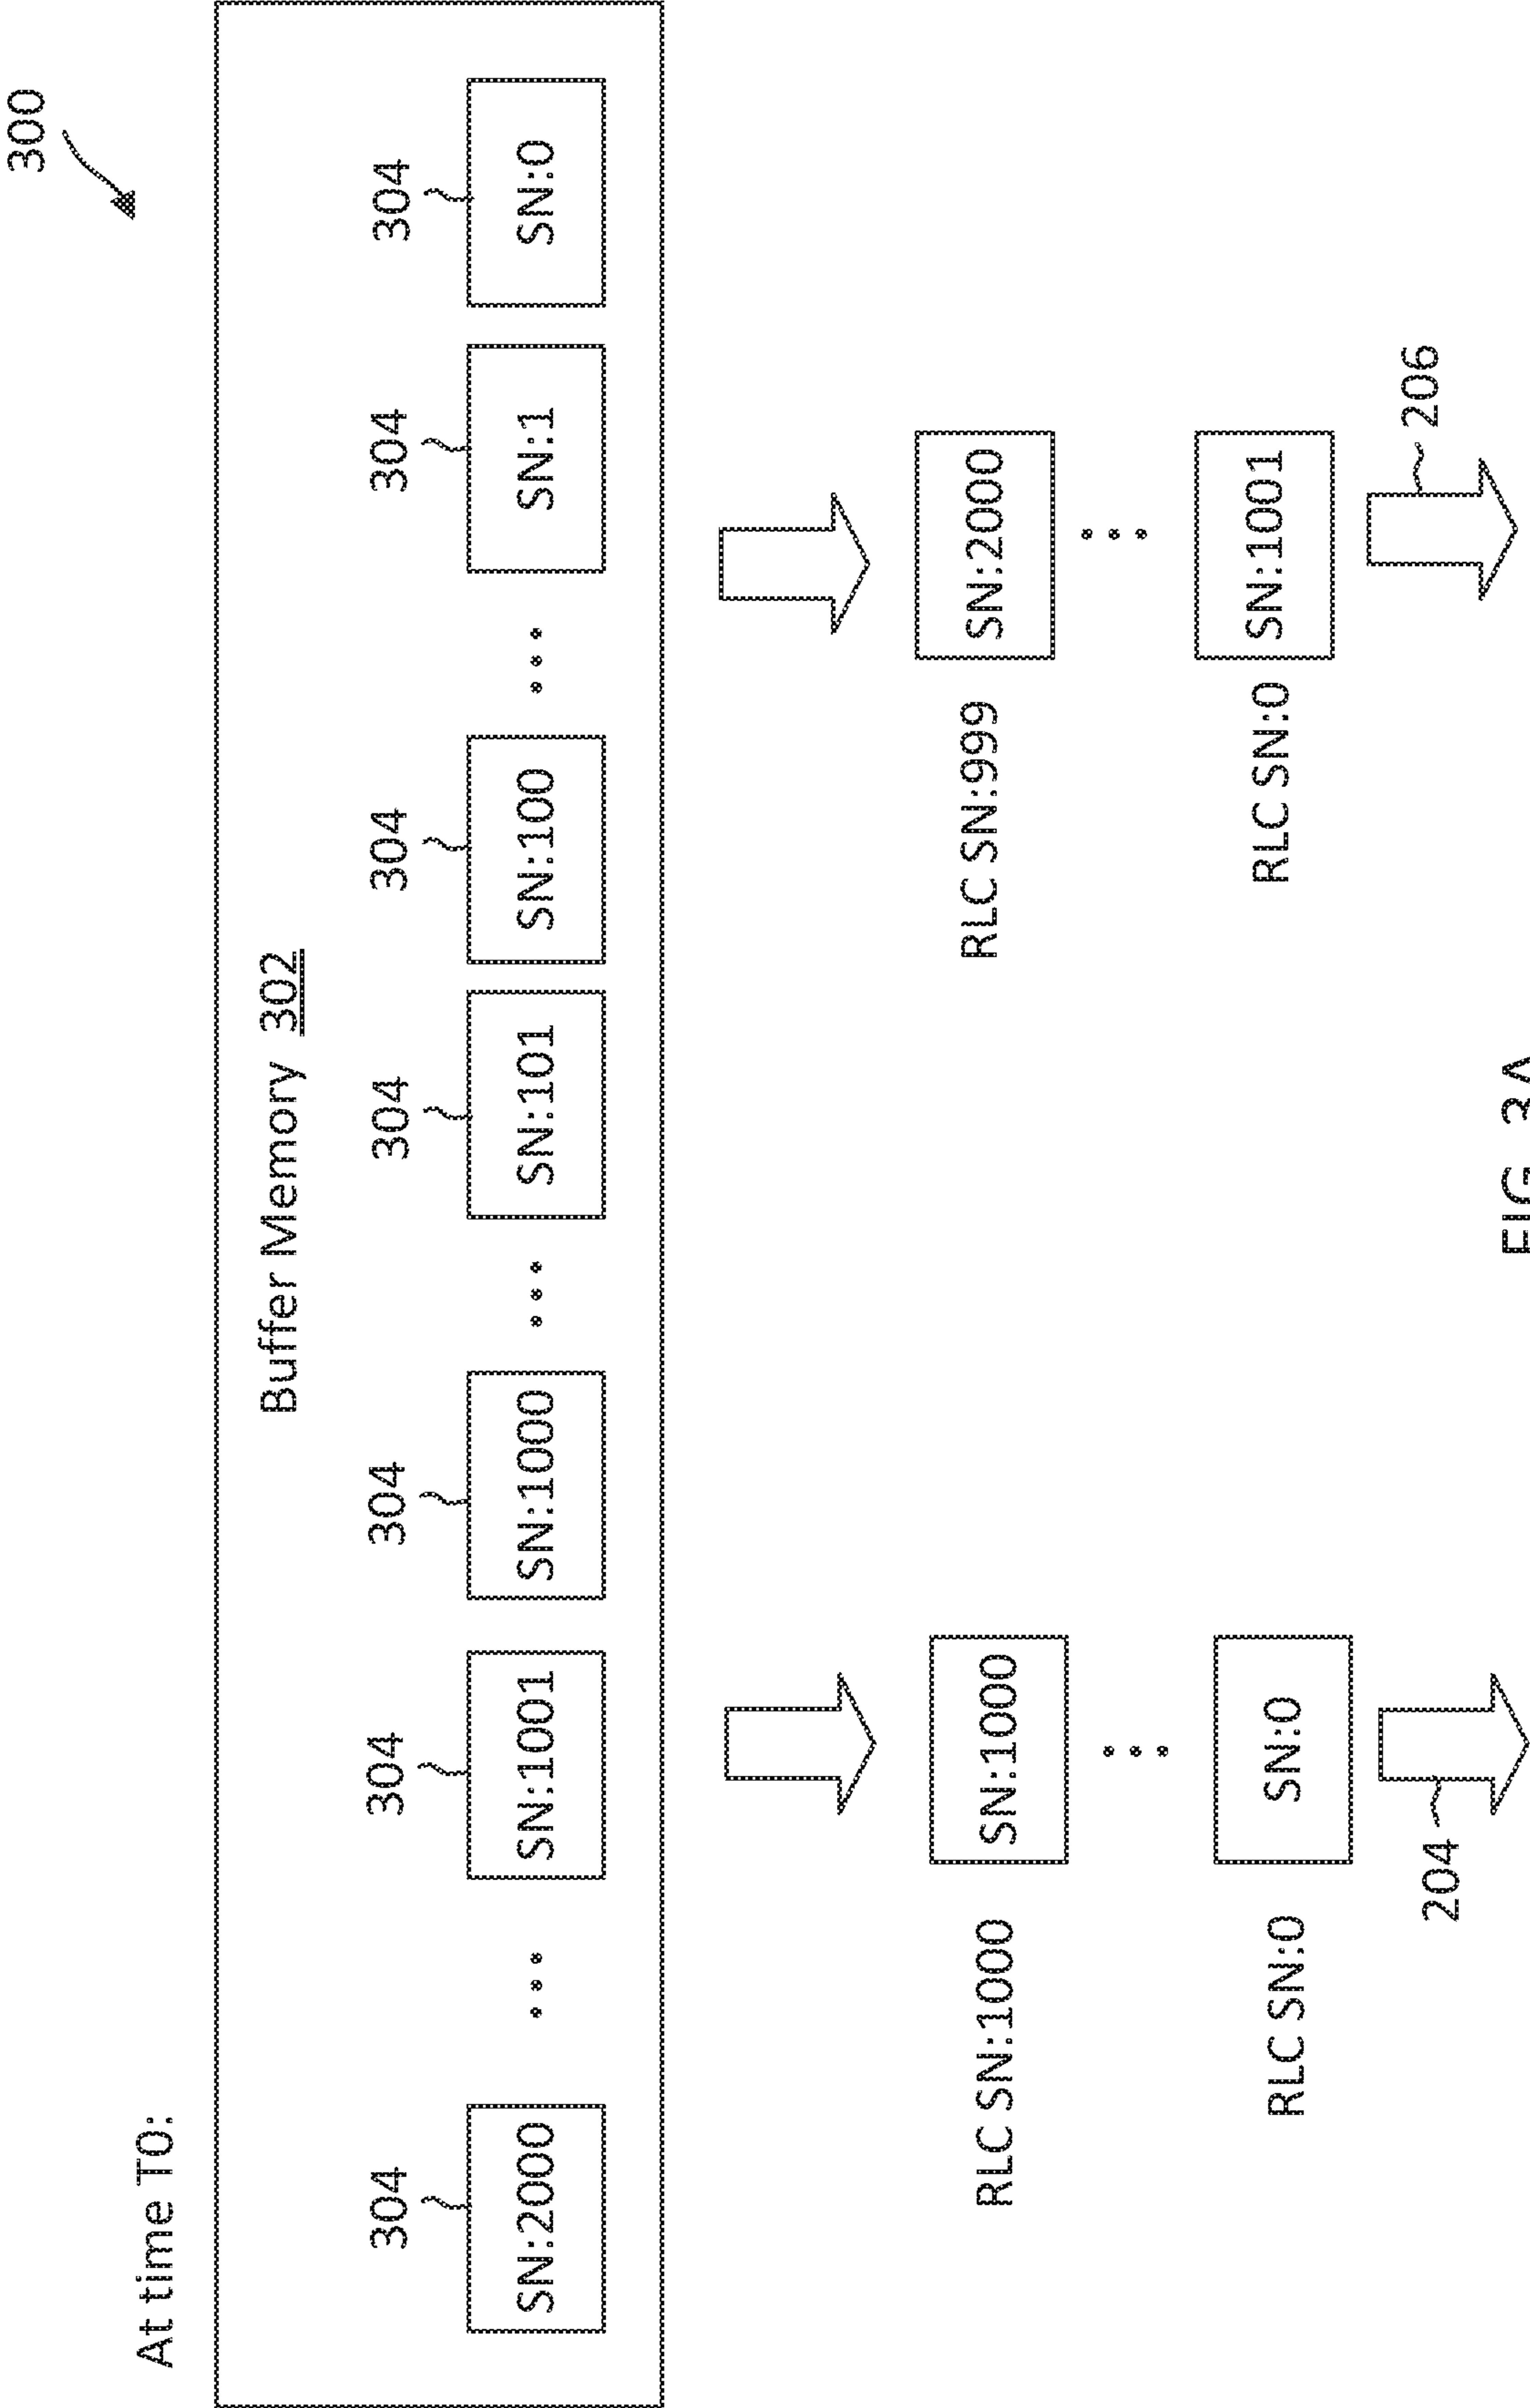 300
At time T0:
Buffer Memory 302
304 304 304 304 304 304 304
SN:2000 SN:1001 SN:1000 SN:101 SN:100 SN:1 SN:0
RLC SN:1000 SN:1000 RLC SN:999 SN:2000
RLC SN:0 SN:0 RLC SN:0 SN:1001
204 206
FIG. 3A